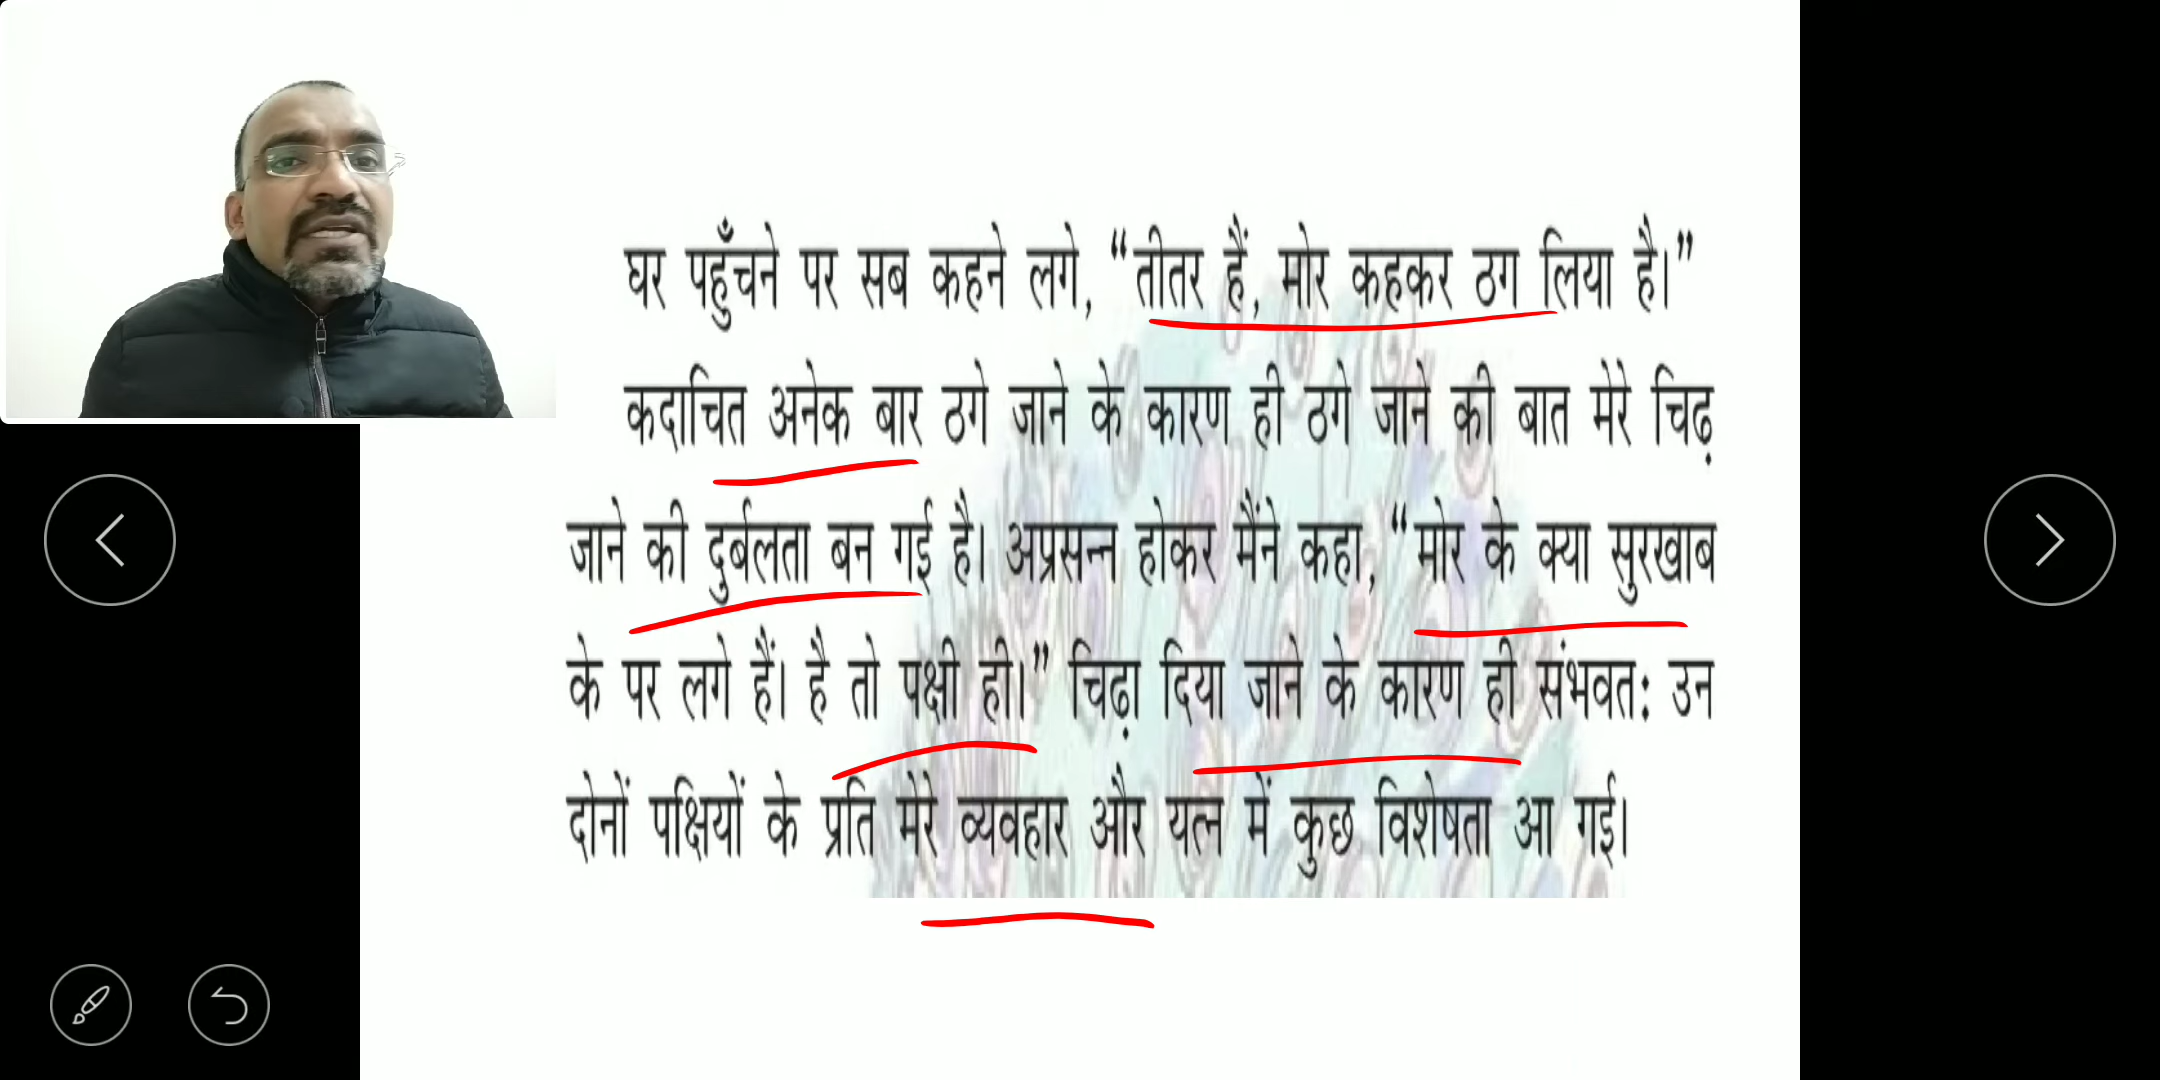 घर पहुँचने पर सब कहने लगे, “तीतर हैं, मोर कहकर ठग लिया है।”
कदाचित अनेक बार ठगे जाने के कारण ही ठगे जाने की बात मेरे चिढ़
जाने की दुर्बलता बन गई है। अप्रसन्न होकर मैंने कहा, “मोर के क्या सुरखाब
के पर लगे हैं। है तो पक्षी ही।” चिढ़ा दिया जाने के कारण ही संभवत: उन
दोनों पक्षियों के प्रति मेरे व्यवहार और यत्न में कुछ विशेषता आ गई।